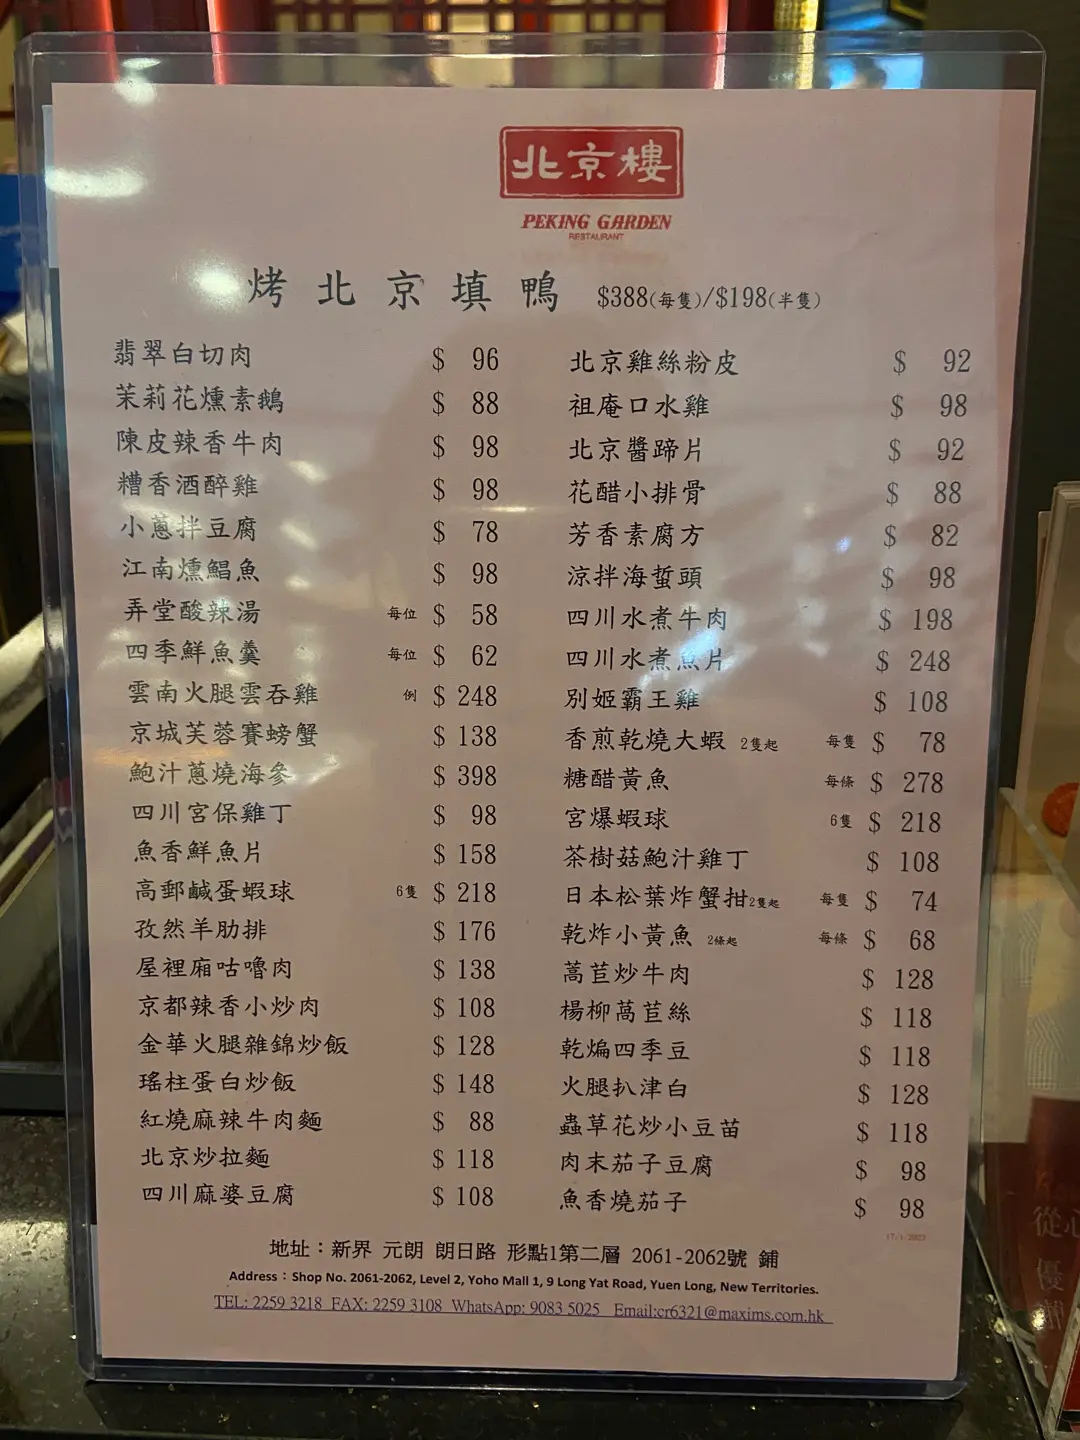 北京樓
PEKING GARDEN
RESTAURANT
烤北京填鴨 $388(每隻)/$198(半隻)
翡翠白切肉 $ 96
茉莉花燻素鵝 $ 88
陳皮辣香牛肉 $ 98
糟香酒醉雞 $ 98
小蔥拌豆腐 $ 78
江南燻鯧魚 $ 98
弄堂酸辣湯 每位 $ 58
四季鮮魚羹 每位 $ 62
雲南火腿雲吞雞 例 $ 248
京城芙蓉賽螃蟹 $ 138
鮑汁蔥燒海參 $ 398
四川宮保雞丁 $ 98
魚香鮮魚片 $ 158
高郵鹹蛋蝦球 6隻 $ 218
孜然羊肋排 $ 176
屋裡廂咕嚕肉 $ 138
京都辣香小炒肉 $ 108
金華火腿雜錦炒飯 $ 128
瑤柱蛋白炒飯 $ 148
紅燒麻辣牛肉麵 $ 88
北京炒拉麵 $ 118
四川麻婆豆腐 $ 108
北京雞絲粉皮 $ 92
祖庵口水雞 $ 98
北京醬蹄片 $ 92
花醋小排骨 $ 88
芳香素腐方 $ 82
涼拌海蜇頭 $ 98
四川水煮牛肉 $ 198
四川水煮魚片 $ 248
別姬霸王雞 $ 108
香煎乾燒大蝦 2隻起 每隻 $ 78
糖醋黃魚 每條 $ 278
宮爆蝦球 6隻 $ 218
茶樹菇鮑汁雞丁 $ 108
日本松葉炸蟹拑2隻起 每隻 $ 74
乾炸小黃魚 2條起 每條 $ 68
萵苣炒牛肉 $ 128
楊柳萵苣絲 $ 118
乾煸四季豆 $ 118
火腿扒津白 $ 128
蟲草花炒小豆苗 $ 118
肉末茄子豆腐 $ 98
魚香燒茄子 $ 98
地址：新界 元朗 朗日路 形點1第二層 2061-2062號 鋪
Address：Shop No. 2061-2062, Level 2, Yoho Mall 1, 9 Long Yat Road, Yuen Long, New Territories.
TEL: 2259 3218 FAX: 2259 3108 WhatsApp: 9083 5025 Email:cr6321@maxims.com.hk